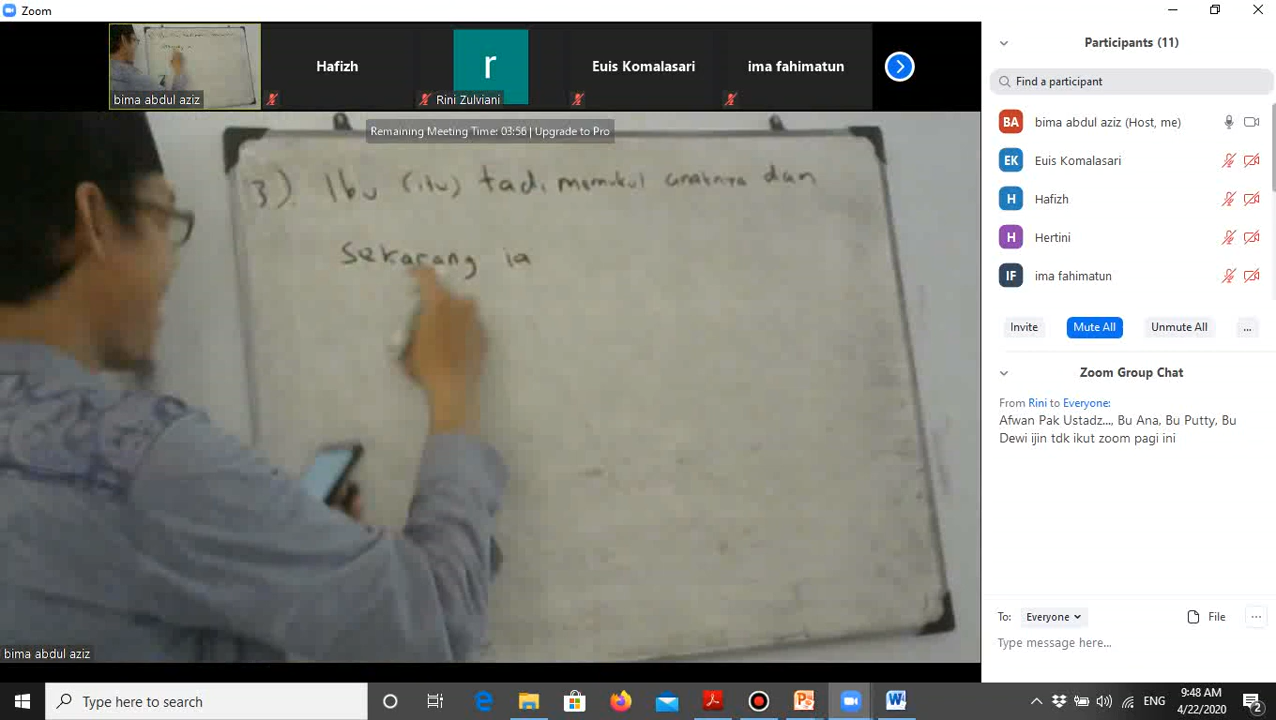 Zoom
bima abdul aziz
Hafizh
r
Rini Zulviani
Euis Komalasari
ima fahimatun
Remaining Meeting Time: 03:56 | Upgrade to Pro
3) Ibu (itu) tadi memukul anaknya dan
Sekarang ia
bima abdul aziz
Participants (11)
Find a participant
BA bima abdul aziz (Host, me)
EK Euis Komalasari
H Hafizh
H Hertini
IF ima fahimatun
Invite Mute All Unmute All ...
Zoom Group Chat
From Rini to Everyone:
Afwan Pak Ustadz..., Bu Ana, Bu Putty, Bu
Dewi ijin tdk ikut zoom pagi ini
To: Everyone File ...
Type message here...
Type here to search
ENG
9:48 AM
4/22/2020
2